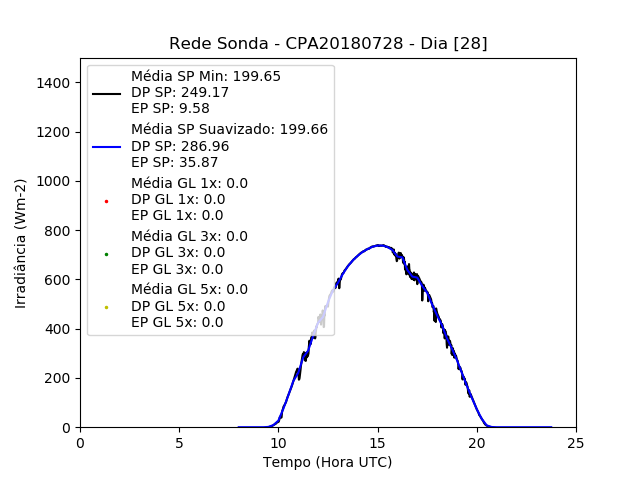 Rede Sonda - CPA20180728 - Dia [28]
Média SP Min: 199.65
DP SP: 249.17
EP SP: 9.58
Média SP Suavizado: 199.66
DP SP: 286.96
EP SP: 35.87
Média GL 1x: 0.0
DP GL 1x: 0.0
EP GL 1x: 0.0
Média GL 3x: 0.0
DP GL 3x: 0.0
EP GL 3x: 0.0
Média GL 5x: 0.0
DP GL 5x: 0.0
EP GL 5x: 0.0
Irradiância (Wm-2)
1400
1200
1000
800
600
400
200
0
0 5 10 15 20 25
Tempo (Hora UTC)